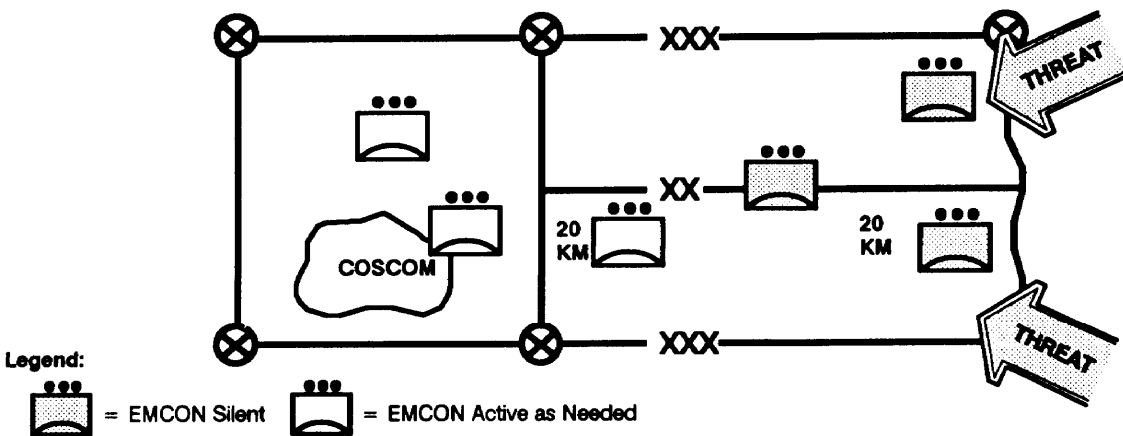 XXX
THREAT
XX
20
KM
20
KM
COSCOM
XXX
THREAT
Legend:
= EMCON Silent
= EMCON Active as Needed